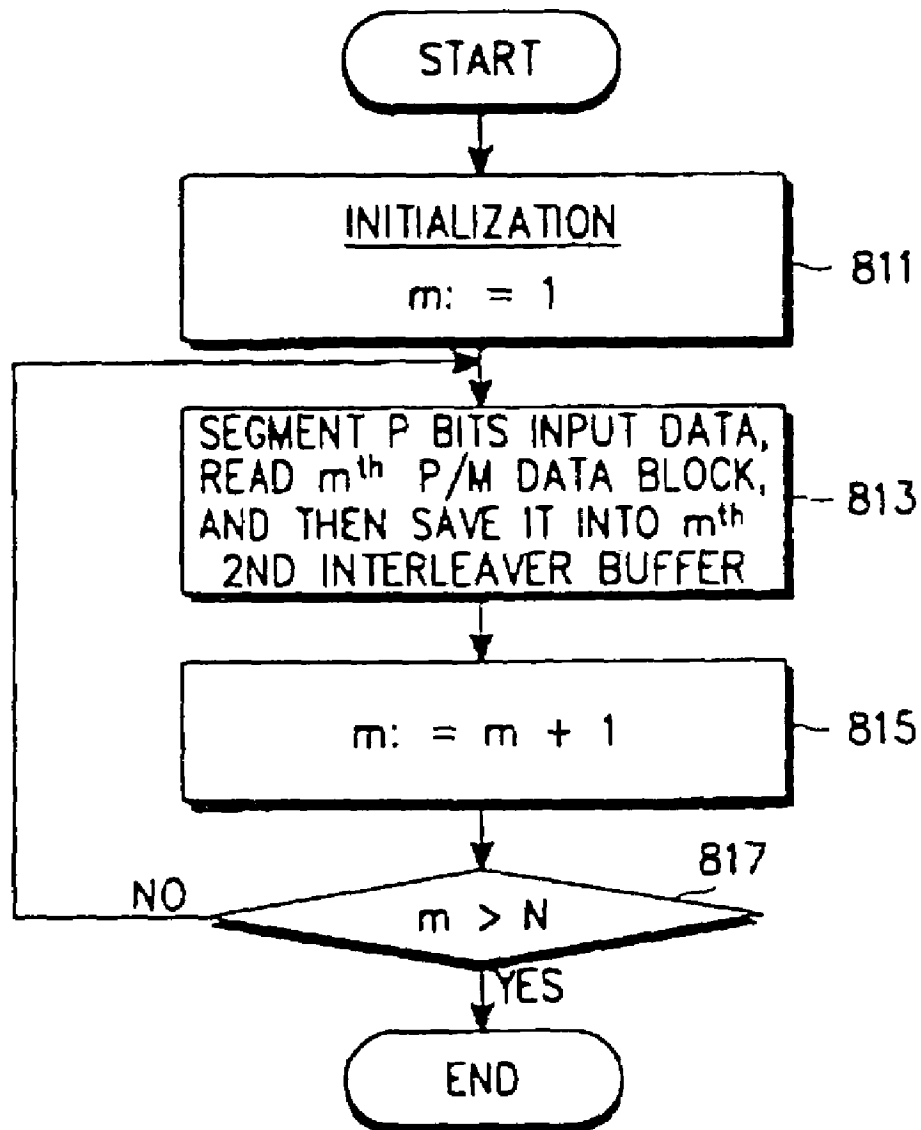 START
INITIALIZATION
m: = 1
811
SEGMENT P BITS INPUT DATA,
READ mth P/M DATA BLOCK,
AND THEN SAVE IT INTO mth
2ND INTERLEAVER BUFFER
813
m: = m + 1
815
817
NO
m > N
YES
END